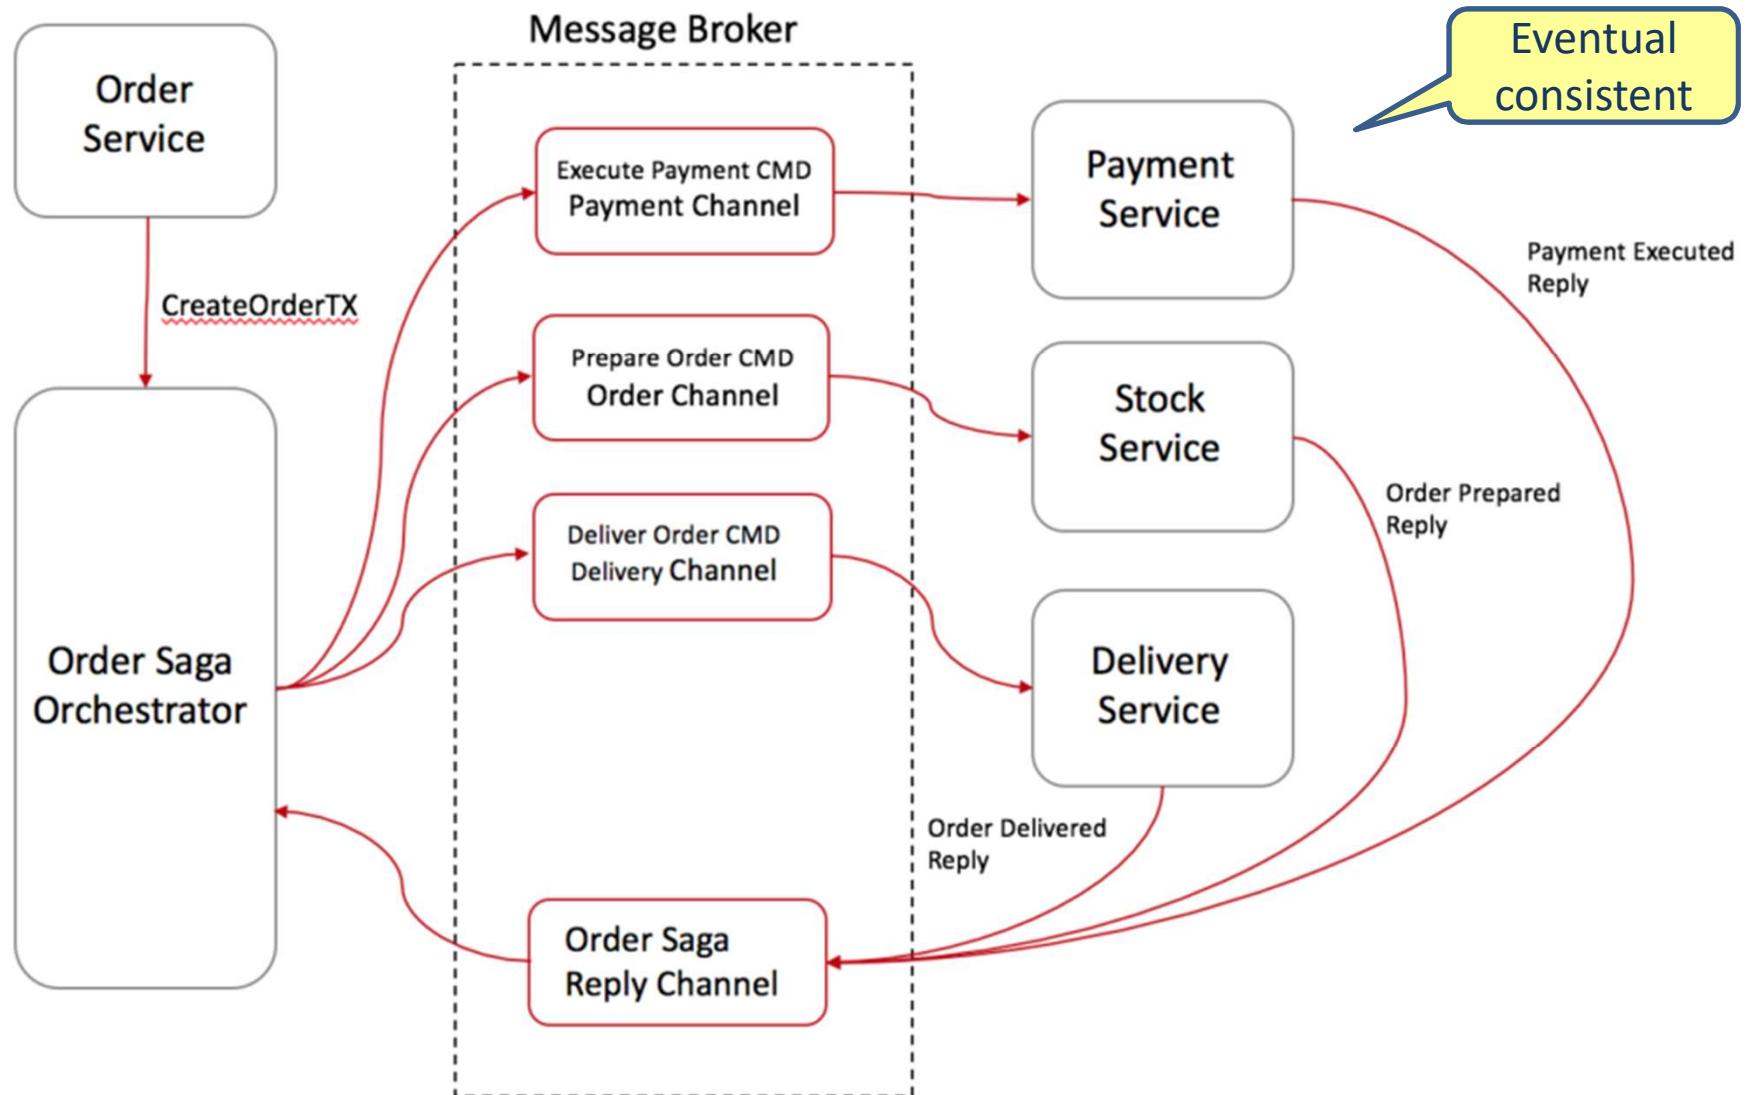 Message Broker
Eventual
consistent
Order
Service
CreateOrderTX
Execute Payment CMD
Payment Channel
Payment
Service
Payment Executed
Reply
Prepare Order CMD
Order Channel
Stock
Service
Order Prepared
Reply
Deliver Order CMD
Delivery Channel
Order Saga
Orchestrator
Delivery
Service
Order Delivered
Reply
Order Saga
Reply Channel